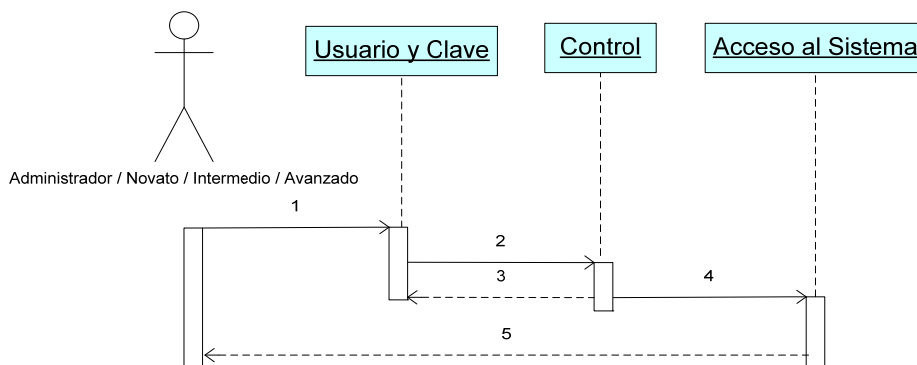 Usuario y Clave
Control
Acceso al Sistema
Administrador / Novato / Intermedio / Avanzado
1
2
3
4
5